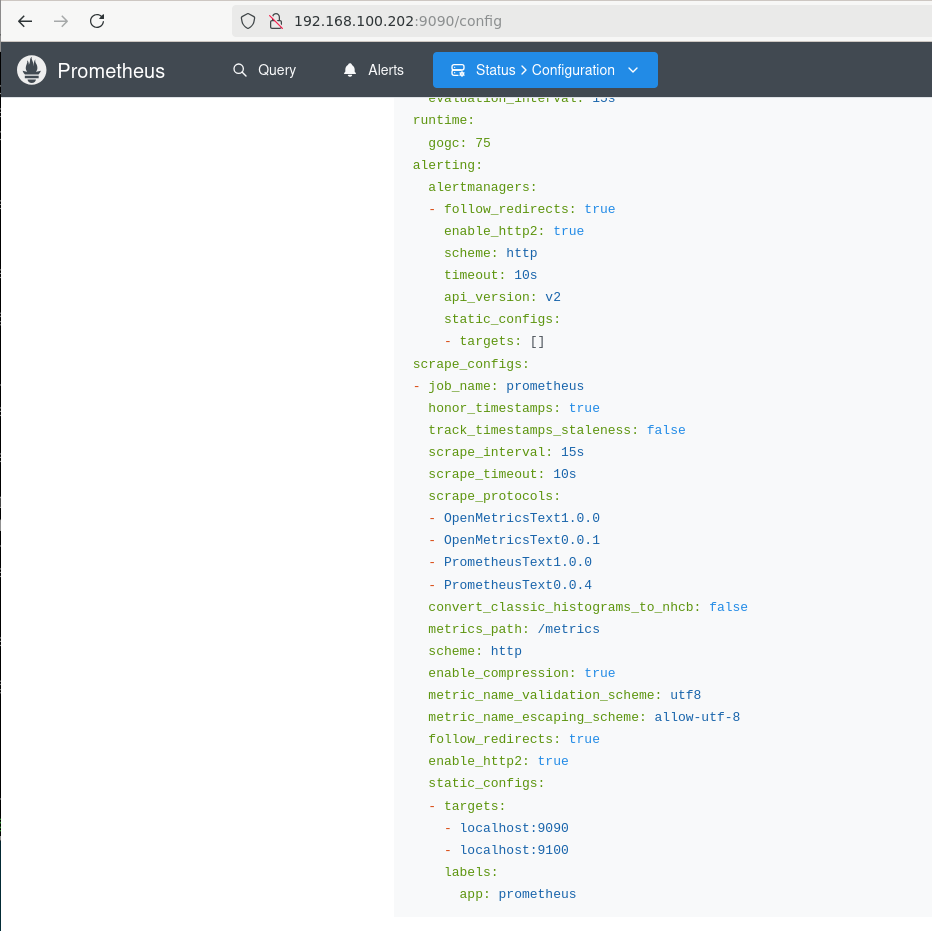 192.168.100.202:9090/config
Prometheus
Query
Alerts
Status > Configuration
evaluation_interval: 15s
runtime:
  gogc: 75
alerting:
  alertmanagers:
  - follow_redirects: true
    enable_http2: true
    scheme: http
    timeout: 10s
    api_version: v2
    static_configs:
    - targets: []
scrape_configs:
- job_name: prometheus
  honor_timestamps: true
  track_timestamps_staleness: false
  scrape_interval: 15s
  scrape_timeout: 10s
  scrape_protocols:
  - OpenMetricsText1.0.0
  - OpenMetricsText0.0.1
  - PrometheusText1.0.0
  - PrometheusText0.0.4
  convert_classic_histograms_to_nhcb: false
  metrics_path: /metrics
  scheme: http
  enable_compression: true
  metric_name_validation_scheme: utf8
  metric_name_escaping_scheme: allow-utf-8
  follow_redirects: true
  enable_http2: true
  static_configs:
  - targets:
    - localhost:9090
    - localhost:9100
    labels:
      app: prometheus